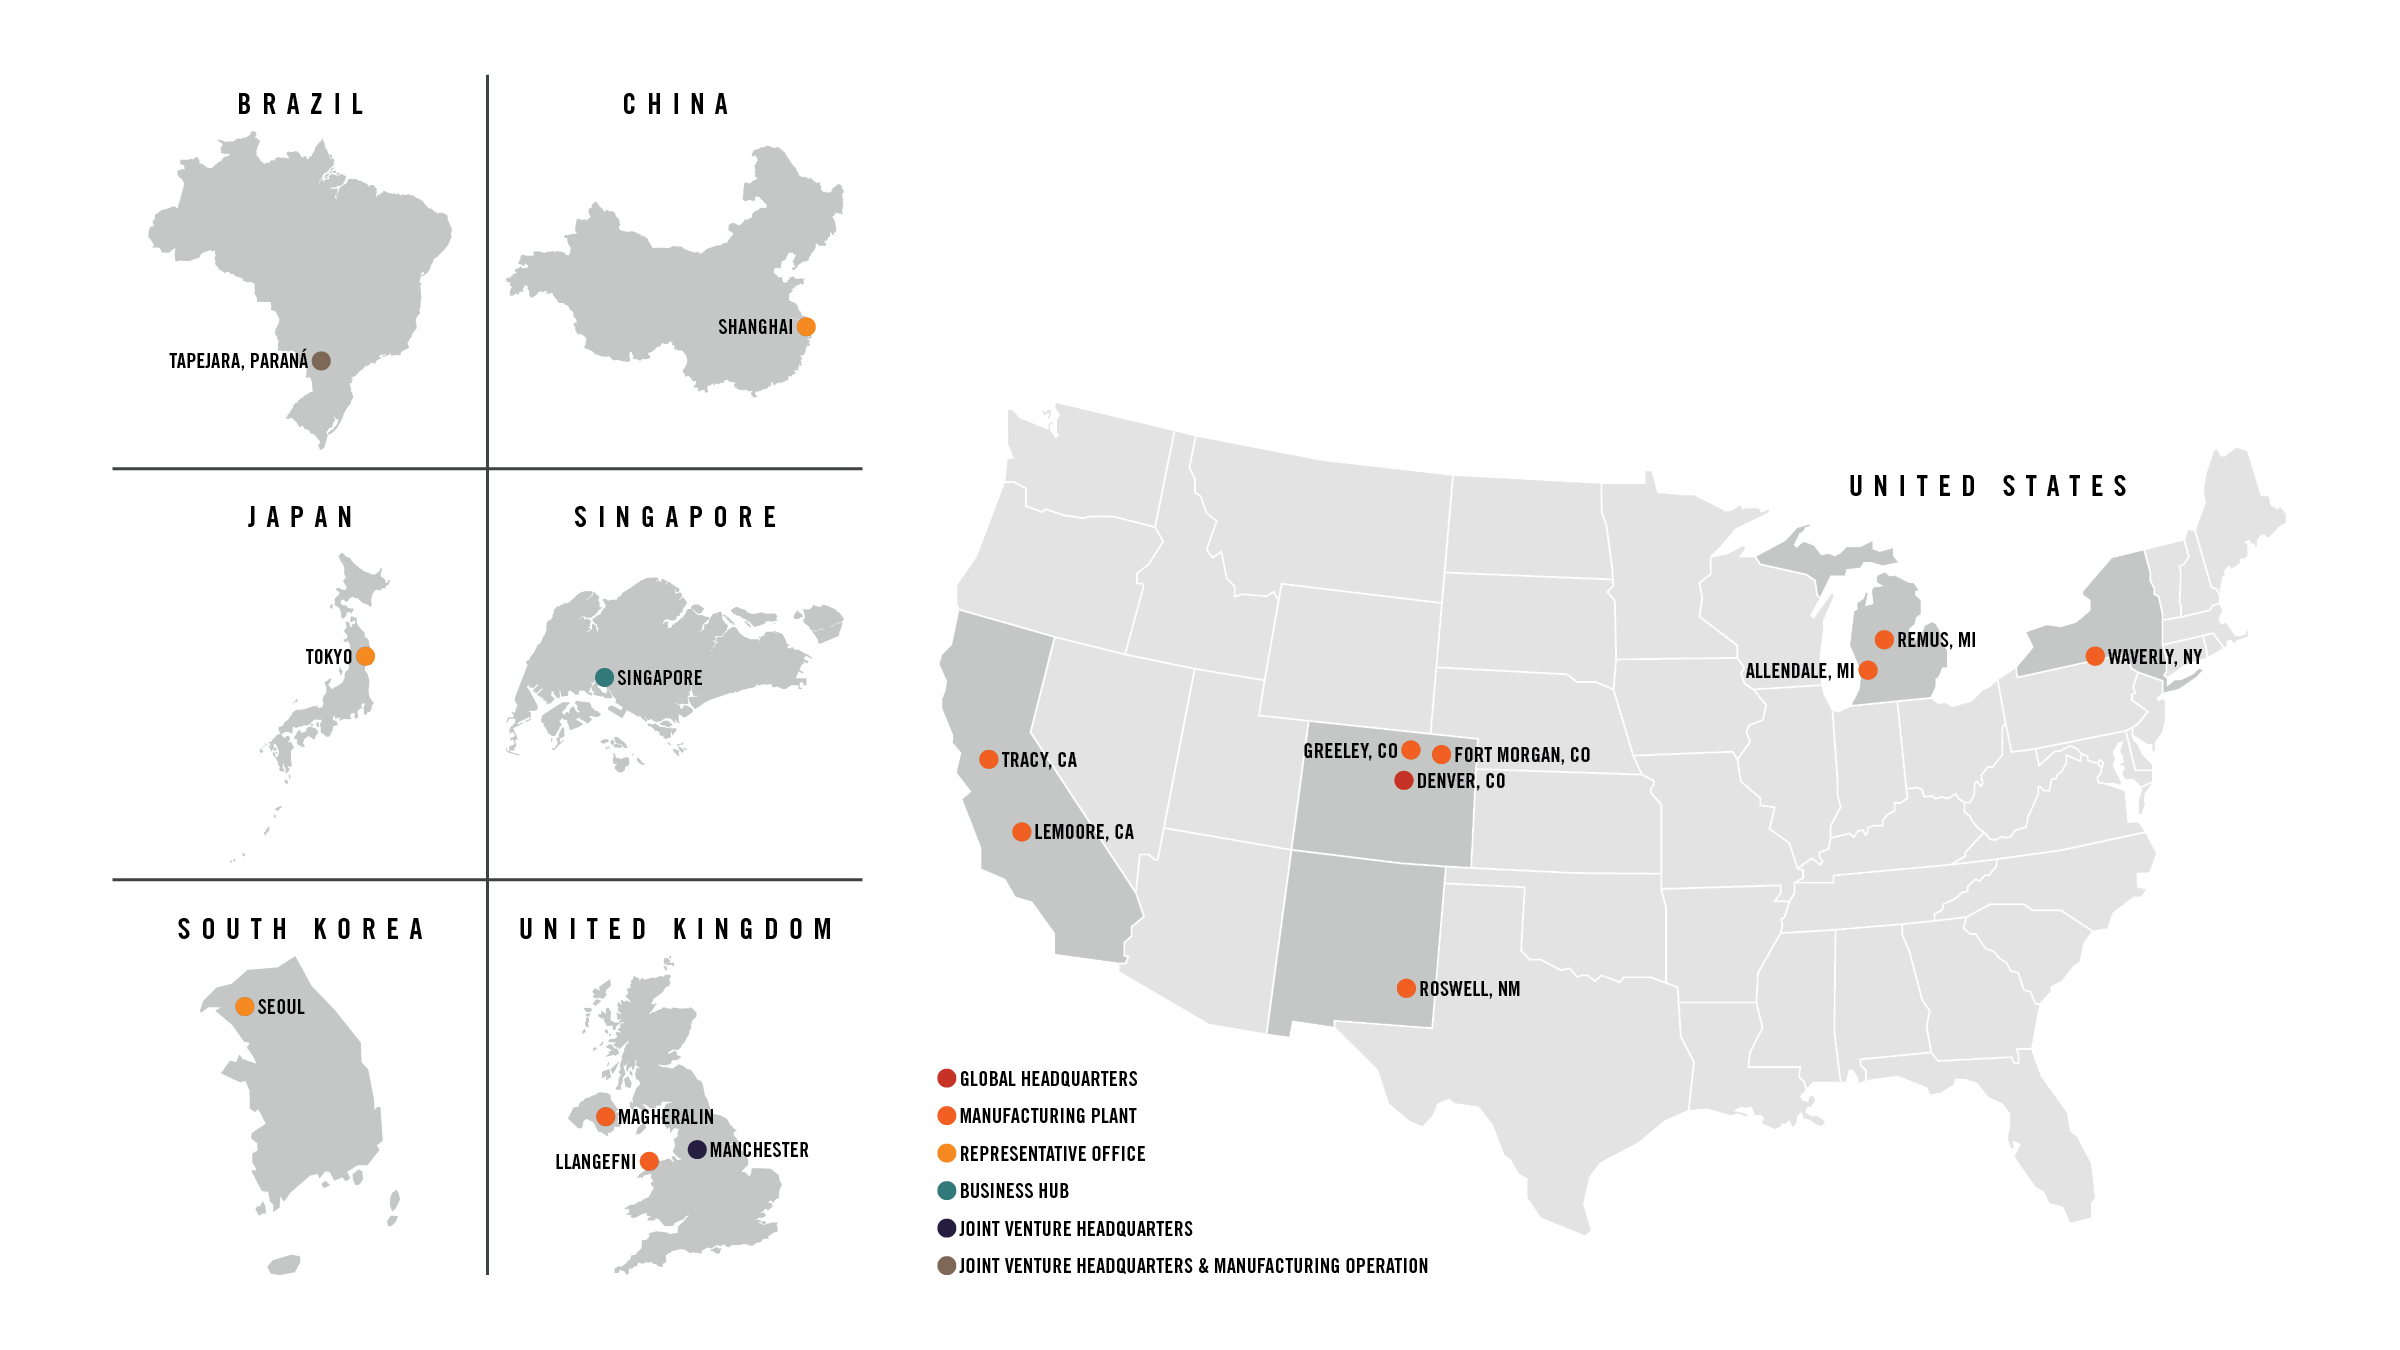 BRAZIL
TAPEJARA, PARANÁ
CHINA
SHANGHAI
JAPAN
TOKYO
SINGAPORE
SINGAPORE
SOUTH KOREA
SEOUL
UNITED KINGDOM
MAGHERALIN
MANCHESTER
LLANGEFNI
UNITED STATES
REMUS, MI
ALLENDALE, MI
WAVERLY, NY
GREELEY, CO
FORT MORGAN, CO
DENVER, CO
TRACY, CA
LEMOORE, CA
ROSWELL, NM
GLOBAL HEADQUARTERS
MANUFACTURING PLANT
REPRESENTATIVE OFFICE
BUSINESS HUB
JOINT VENTURE HEADQUARTERS
JOINT VENTURE HEADQUARTERS & MANUFACTURING OPERATION